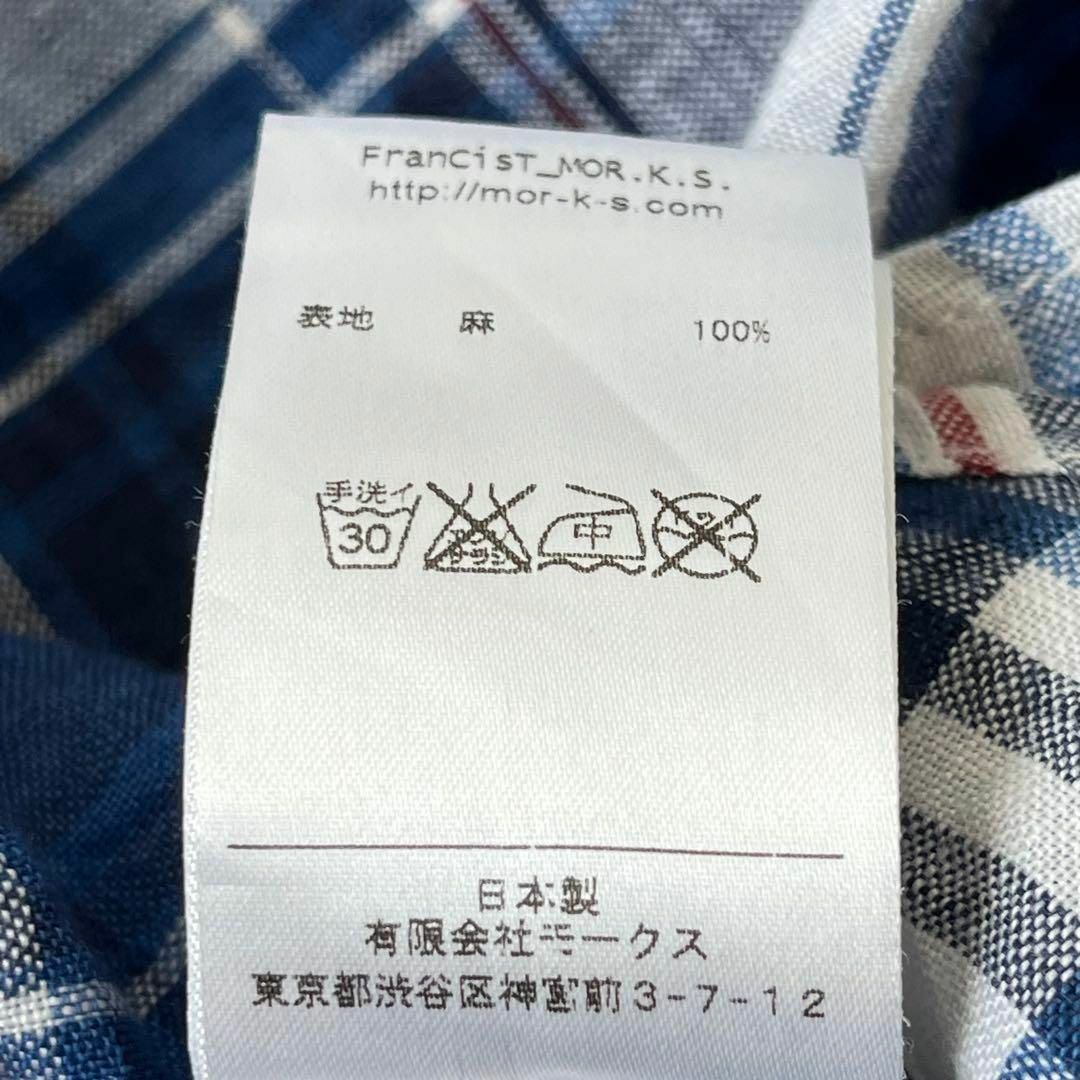 FranCisT_MOR.K.S.
http://mor-k-s.com
表地 麻 100%
手洗イ 30 中
日本製
有限会社モークス
東京都渋谷区神宮前3-7-12